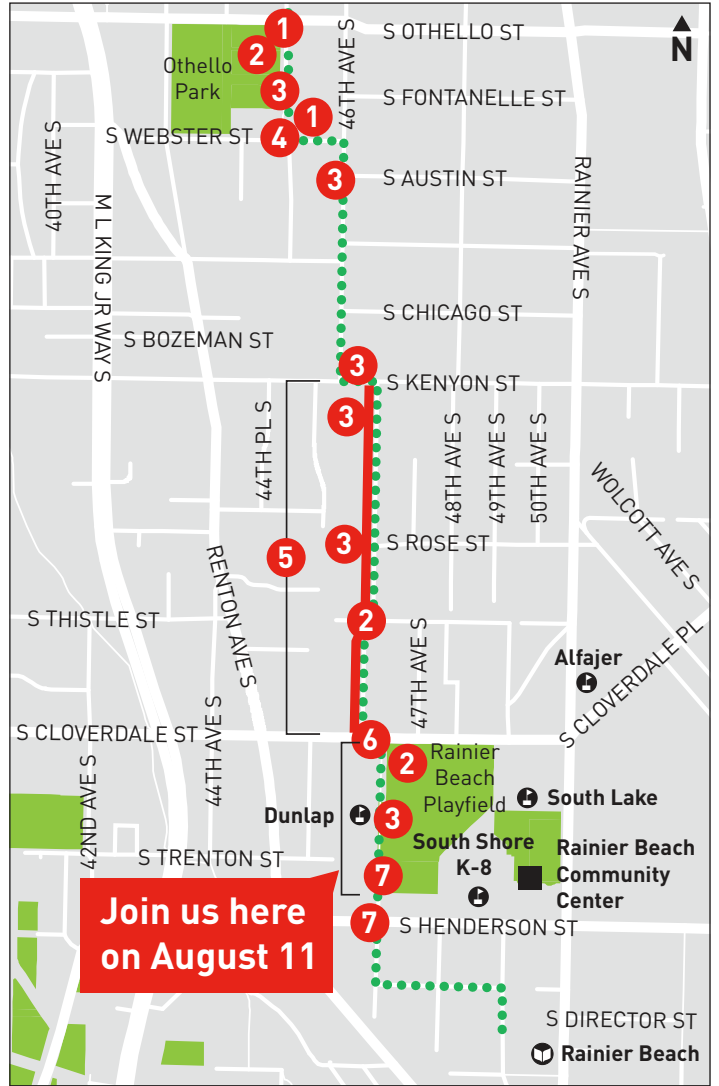 1
S OTHELLO ST
N
2
Othello
Park
46TH AVE S
3
S FONTANELLE ST
1
S WEBSTER ST
4
40TH AVE S
3
S AUSTIN ST
RAINIER AVE S
M L KING JR WAY S
S CHICAGO ST
S BOZEMAN ST
3
S KENYON ST
3
44TH PL S
48TH AVE S
49TH AVE S
50TH AVE S
WOLCOTT AVE S
5
3
S ROSE ST
RENTON AVE S
S THISTLE ST
2
47TH AVE S
Alfajer
S CLOVERDALE PL
44TH AVE S
S CLOVERDALE ST
6
2
Rainier
Beach
Playfield
42ND AVE S
Dunlap
3
South Lake
South Shore
K-8
Rainier Beach
Community
Center
S TRENTON ST
7
Join us here
on August 11
7
S HENDERSON ST
S DIRECTOR ST
Rainier Beach